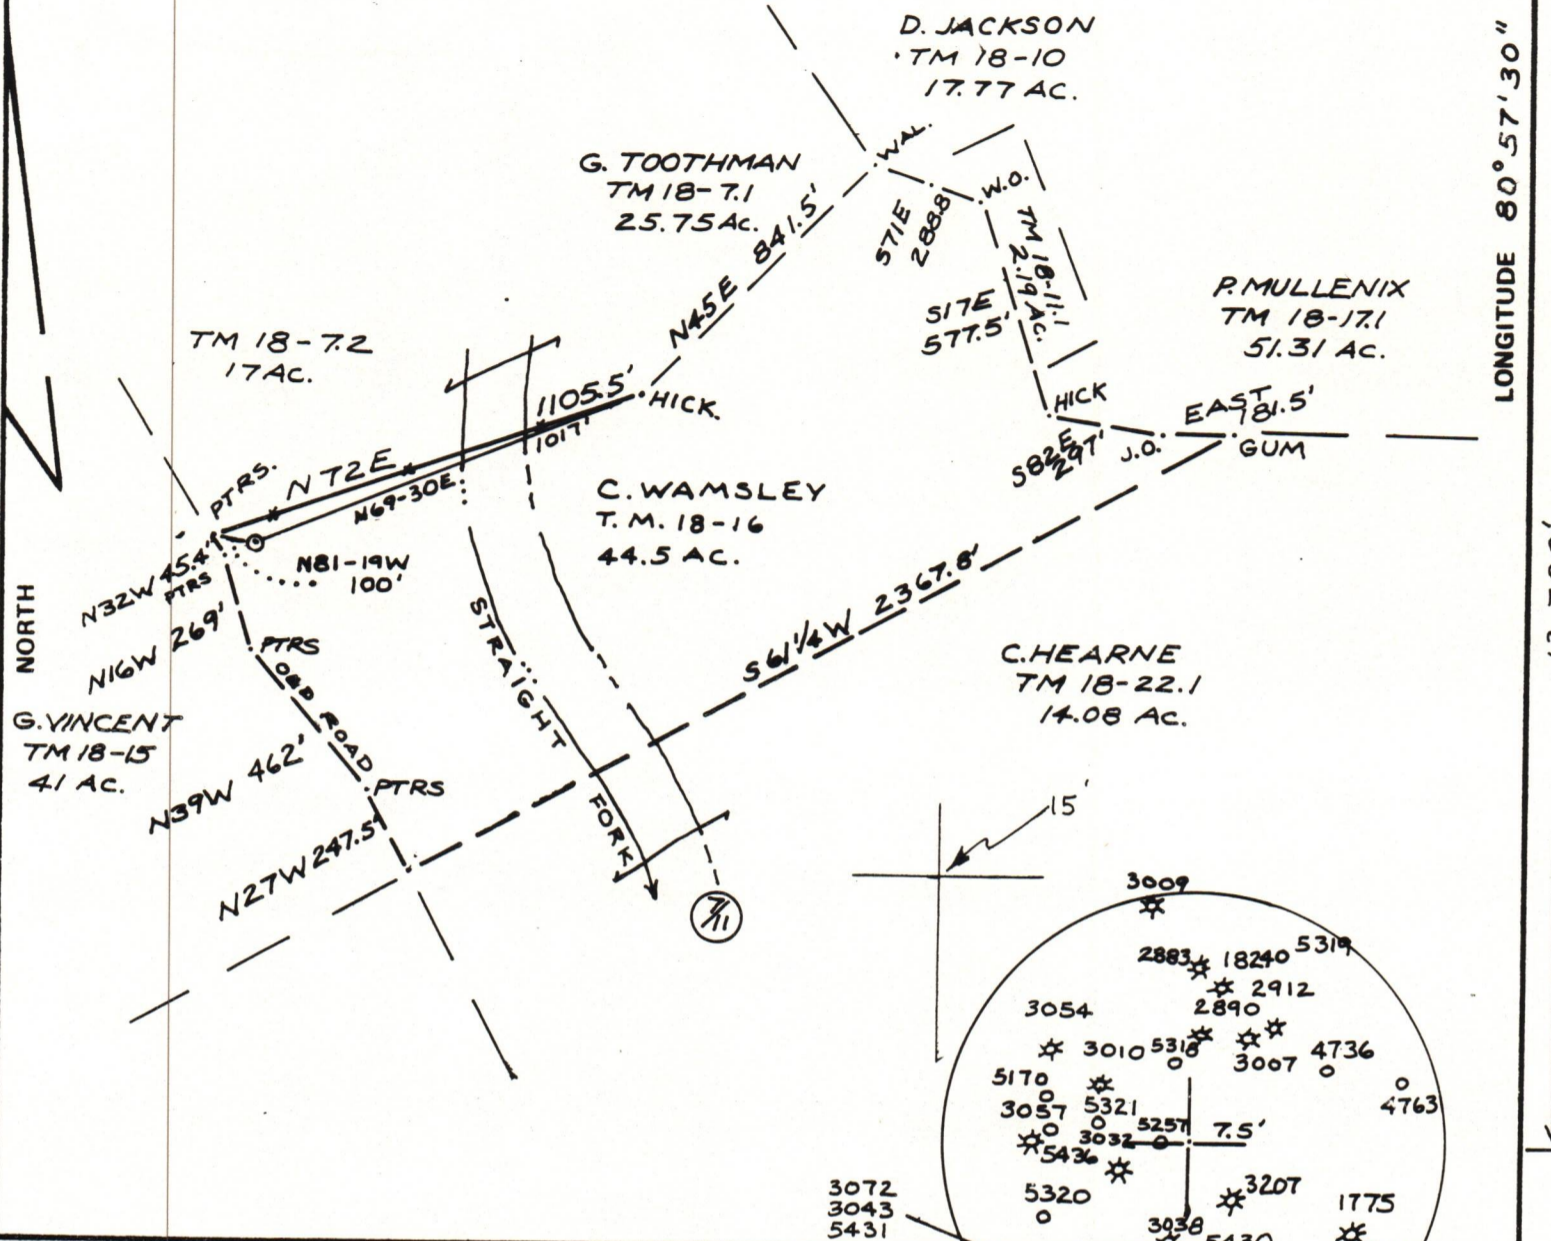 D. JACKSON
TM 18-10
17.77 AC.
LONGITUDE 80°57'30"
WAL.
G. TOOTHMAN
TM 18-7.1
25.75 AC.
N45E 841.5'
S71E
288.8
W.O.
TM 18-11.1
2.19 AC.
S17E
577.5'
P. MULLENIX
TM 18-17.1
51.31 AC.
TM 18-7.2
17 AC.
1105.5'
HICK.
1017'
HICK
EAST
181.5'
GUM
J.O.
S82E
297'
PTRS.
N72E
N69-30E
C. WAMSLEY
T. M. 18-16
44.5 AC.
N81-19W
100'
N32W 45.4'
PTRS
N16W 269'
PTRS
OLD ROAD
NORTH
G. VINCENT
TM 18-15
41 AC.
N39W 462'
PTRS
N27W 247.5'
STRAIGHT
FORK
S 61 1/4 W 2367.8'
C. HEARNE
TM 18-22.1
14.08 AC.
7/11
15'
3009
2883
18240
5319
2912
2890
3054
3010
5318
3007
4736
5170
4763
3057
5321
3032
5257
7.5'
5436
5320
3207
1775
3072
3043
5431
3038
5430